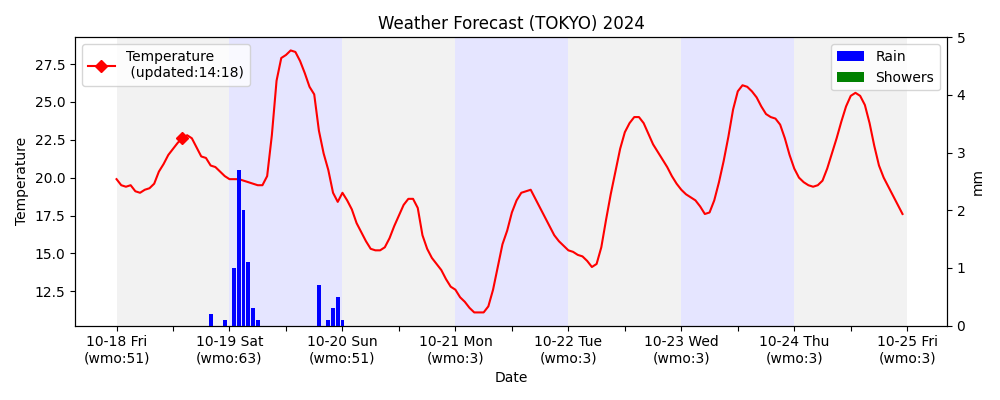 Weather Forecast (TOKYO) 2024
Temperature
(updated:14:18)
Rain
Showers
Temperature
27.5
25.0
22.5
20.0
17.5
15.0
12.5
5
4
3
2
1
0
mm
10-18 Fri
(wmo:51)
10-19 Sat
(wmo:63)
10-20 Sun
(wmo:51)
10-21 Mon
(wmo:3)
10-22 Tue
(wmo:3)
10-23 Wed
(wmo:3)
10-24 Thu
(wmo:3)
10-25 Fri
(wmo:3)
Date